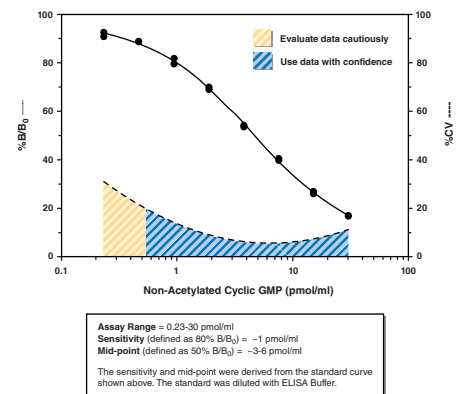 100
80
60
40
20
0
%B/B₀ ──
Evaluate data cautiously
Use data with confidence
100
80
60
40
20
0
%CV ----
0.1 1 10 100
Non-Acetylated Cyclic GMP (pmol/ml)
Assay Range = 0.23-30 pmol/ml
Sensitivity (defined as 80% B/B₀) = ~1 pmol/ml
Mid-point (defined as 50% B/B₀) = ~3-6 pmol/ml
The sensitivity and mid-point were derived from the standard curve
shown above. The standard was diluted with ELISA Buffer.